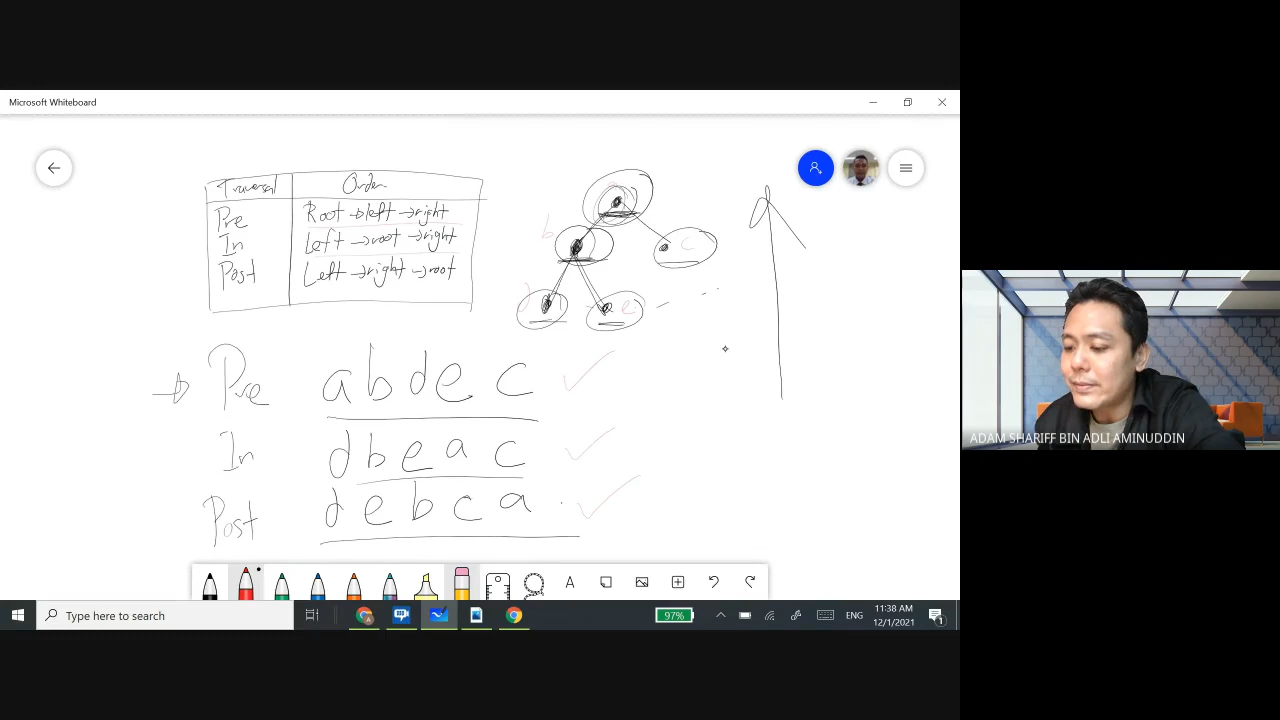 Microsoft Whiteboard
Traversal Order
Pre Root → left → right
In Left → root → right
Post Left → right → root
b
c
d
e
Pre a b d e c
In d b e a c
Post d e b c a
ADAM SHARIFF BIN ADLI AMINUDDIN
A
Type here to search
97%
ENG
11:38 AM
12/1/2021
1